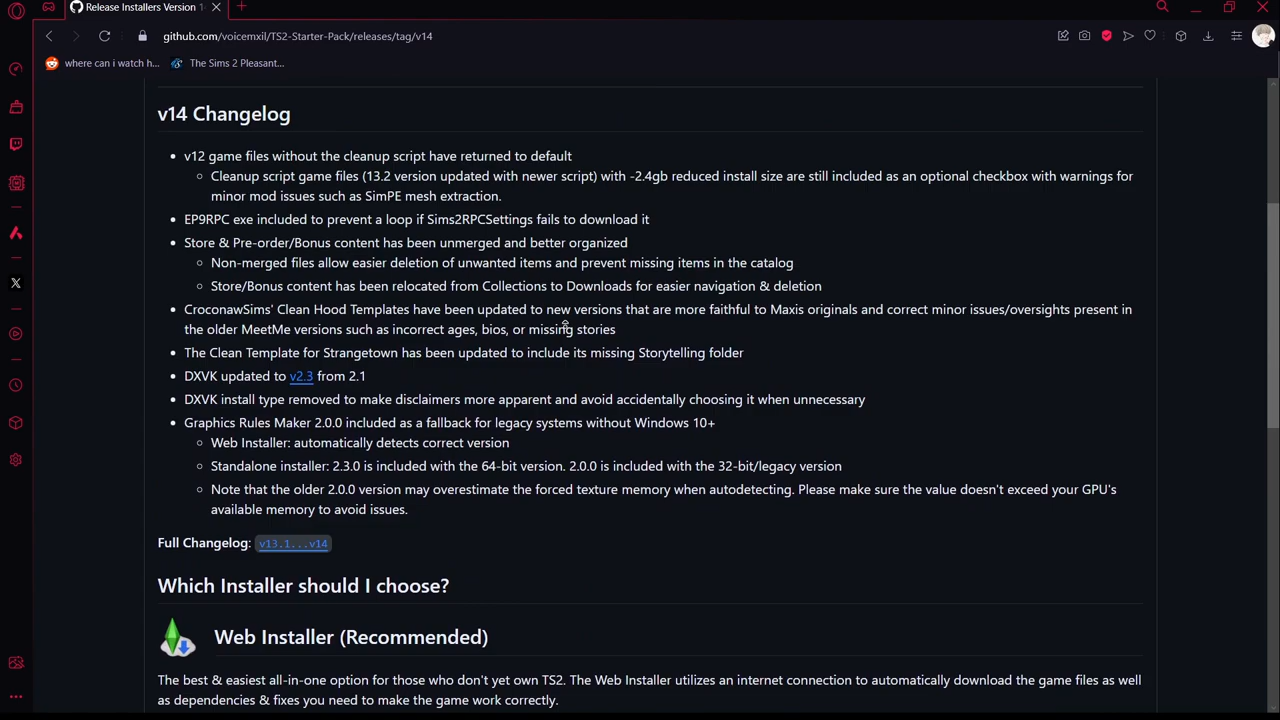 Release Installers Version 1
github.com/voicemxil/TS2-Starter-Pack/releases/tag/v14
where can i watch h...
The Sims 2 Pleasant...
v14 Changelog
v12 game files without the cleanup script have returned to default
Cleanup script game files (13.2 version updated with newer script) with -2.4gb reduced install size are still included as an optional checkbox with warnings for
minor mod issues such as SimPE mesh extraction.
EP9RPC exe included to prevent a loop if Sims2RPCSettings fails to download it
Store & Pre-order/Bonus content has been unmerged and better organized
Non-merged files allow easier deletion of unwanted items and prevent missing items in the catalog
Store/Bonus content has been relocated from Collections to Downloads for easier navigation & deletion
CroconawSims' Clean Hood Templates have been updated to new versions that are more faithful to Maxis originals and correct minor issues/oversights present in
the older MeetMe versions such as incorrect ages, bios, or missing stories
The Clean Template for Strangetown has been updated to include its missing Storytelling folder
DXVK updated to v2.3 from 2.1
DXVK install type removed to make disclaimers more apparent and avoid accidentally choosing it when unnecessary
Graphics Rules Maker 2.0.0 included as a fallback for legacy systems without Windows 10+
Web Installer: automatically detects correct version
Standalone installer: 2.3.0 is included with the 64-bit version. 2.0.0 is included with the 32-bit/legacy version
Note that the older 2.0.0 version may overestimate the forced texture memory when autodetecting. Please make sure the value doesn't exceed your GPU's
available memory to avoid issues.
Full Changelog: v13.1...v14
Which Installer should I choose?
Web Installer (Recommended)
The best & easiest all-in-one option for those who don't yet own TS2. The Web Installer utilizes an internet connection to automatically download the game files as well
as dependencies & fixes you need to make the game work correctly.